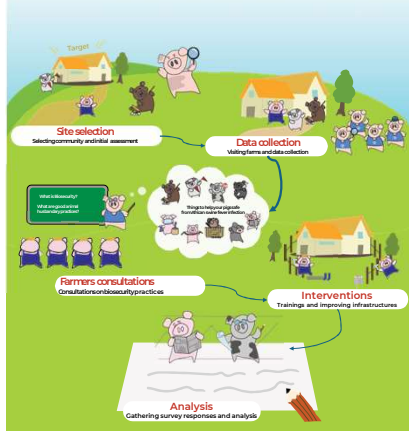 Target
Site selection
Selecting community and initial assessment
Data collection
Visiting farms and data collection
What is Biosecurity?
What are good animal
husbandry practices?
Things to help your pig safe
from African swine fever infection
Farmers consultations
Consultations on biosecurity practices
Interventions
Trainings and improving infrastructures
Analysis
Gathering survey responses and analysis